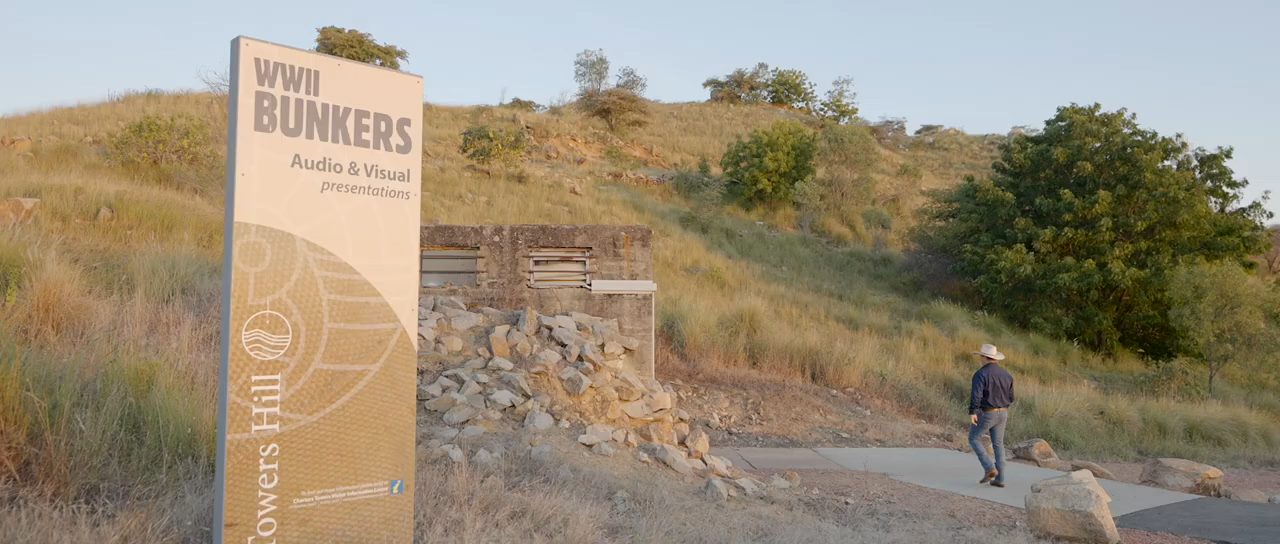 WWII
BUNKERS
Audio & Visual
presentations
Towers Hill